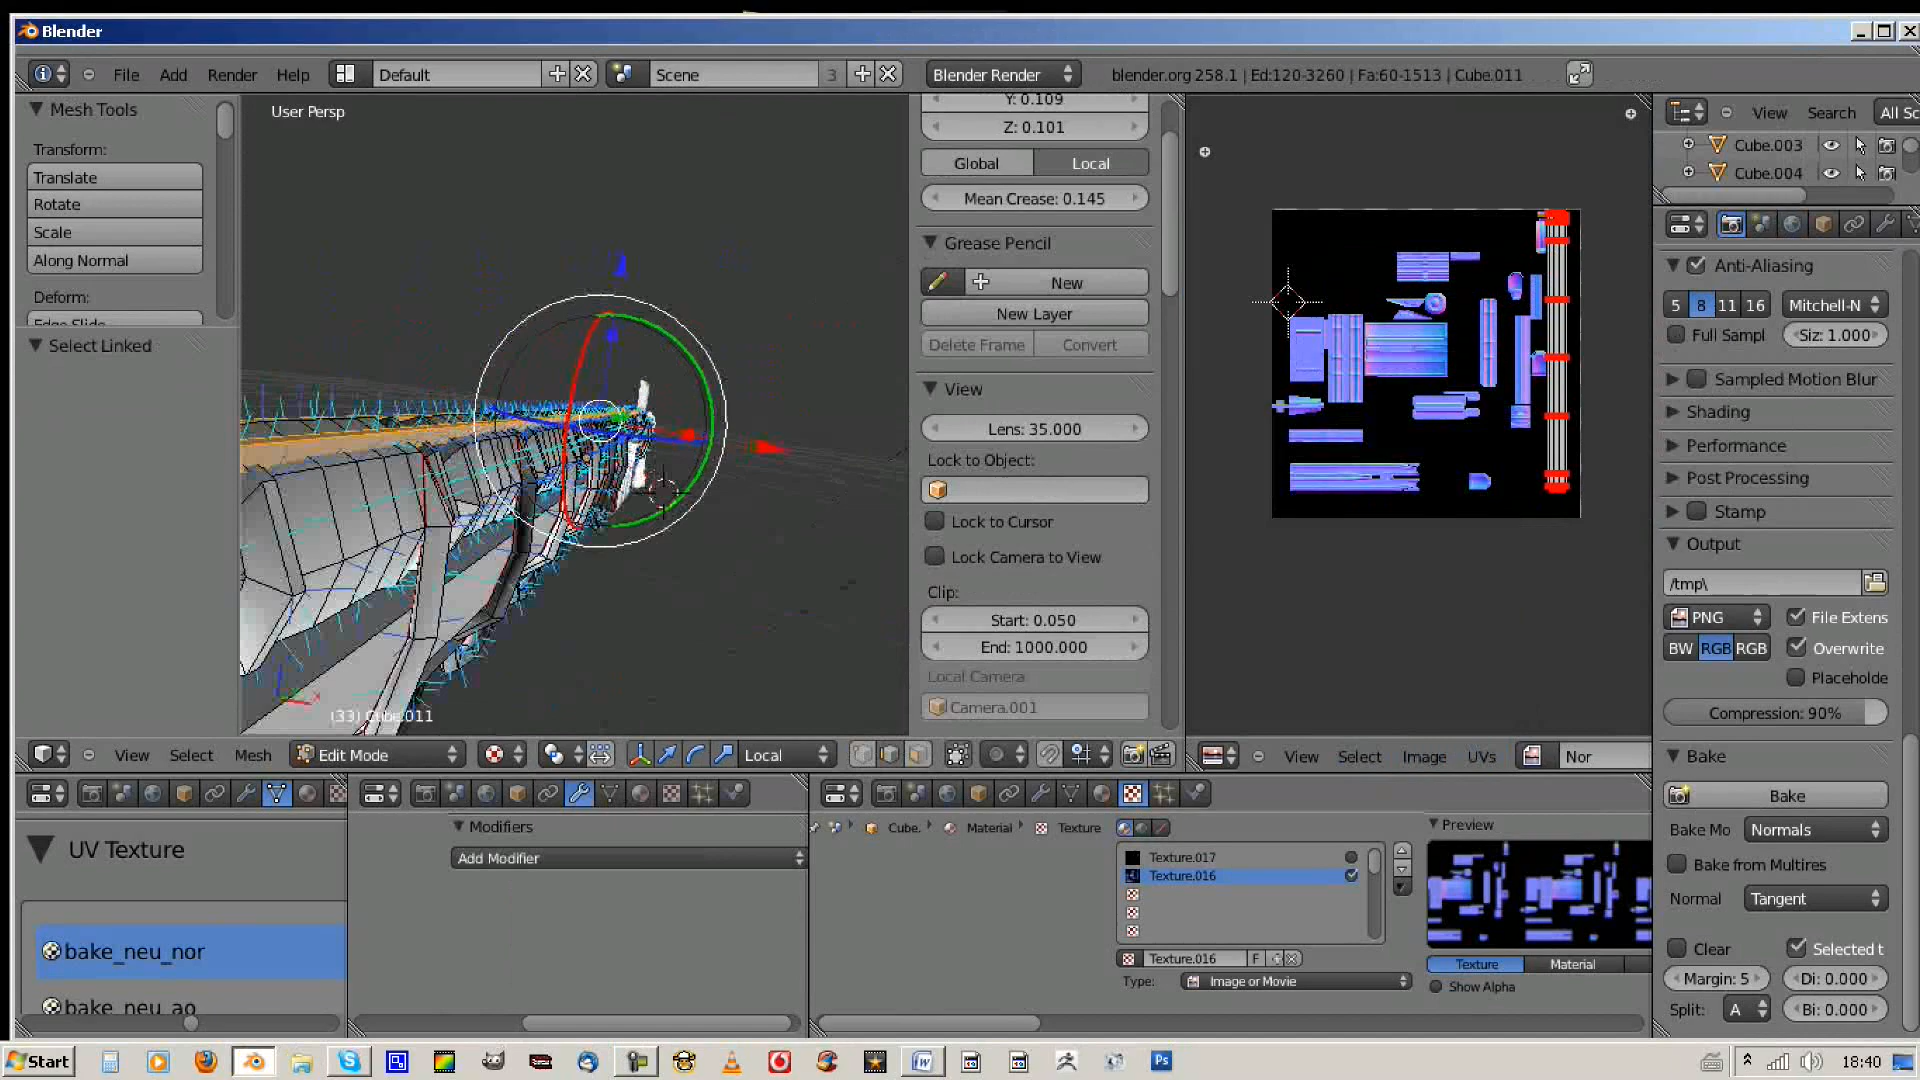 Blender
File Add Render Help Default Scene 3 Blender Render blender.org 258.1 | Ed:120-3260 | Fa:60-1513 | Cube.011
Mesh Tools
Transform:
Translate
Rotate
Scale
Along Normal
Deform:
Edge Slide
Select Linked
User Persp
(33) Cube.011
Y: 0.109
Z: 0.101
Global Local
Mean Crease: 0.145
Grease Pencil
New
New Layer
Delete Frame Convert
View
Lens: 35.000
Lock to Object:
Lock to Cursor
Lock Camera to View
Clip:
Start: 0.050
End: 1000.000
Local Camera:
Camera.001
View Search All Sc
Cube.003
Cube.004
Anti-Aliasing
5 8 11 16 Mitchell-N
Full Sampl Siz: 1.000
Sampled Motion Blur
Shading
Performance
Post Processing
Stamp
Output
/tmp\
PNG File Extens
BW RGB RGB Overwrite
Placeholde
Compression: 90%
Bake
Bake
Bake Mo Normals
Bake from Multires
Normal Tangent
Clear Selected t
Margin: 5 Di: 0.000
Split: A Bi: 0.000
View Select Mesh Edit Mode Local
View Select Image UVs Nor
UV Texture
bake_neu_nor
bake_neu_ao
Modifiers
Add Modifier
Cube. Material Texture
Texture.017
Texture.016
Texture.016 F
Type: Image or Movie
Preview
Texture Material
Show Alpha
Start 18:40